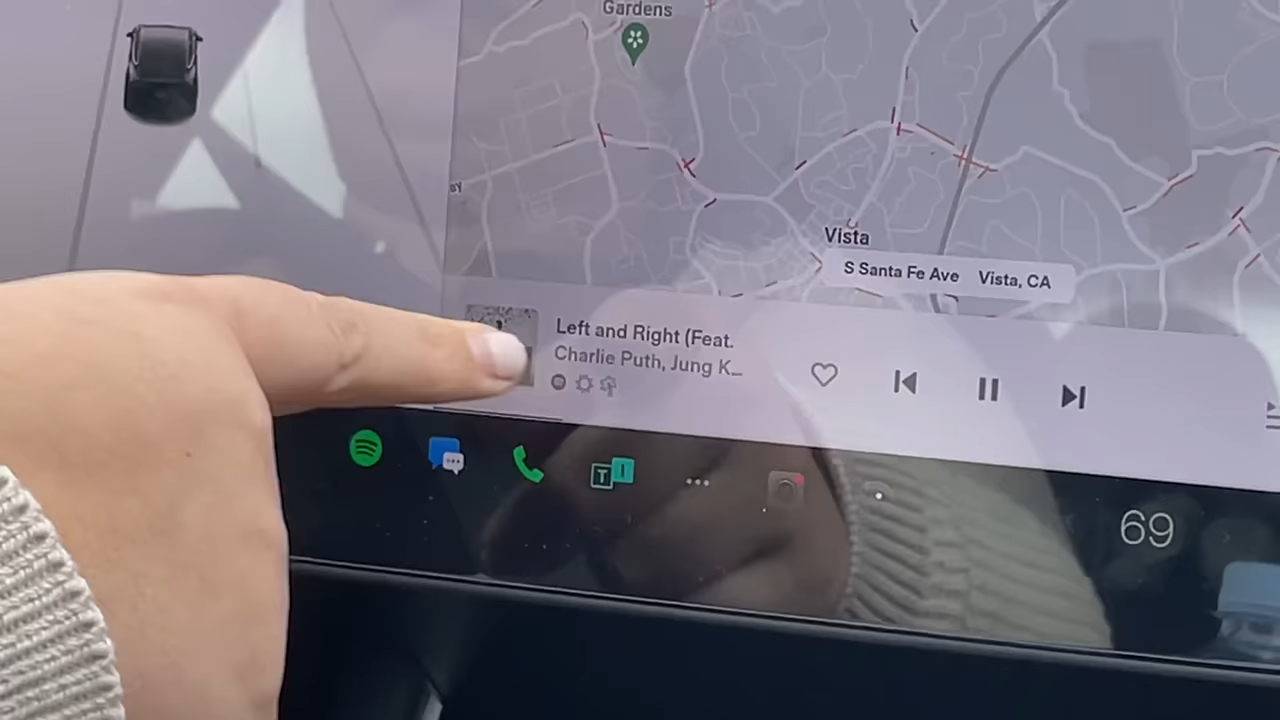 Gardens
Vista
S Santa Fe Ave Vista, CA
Left and Right (Feat.
Charlie Puth, Jung K...
T I
69